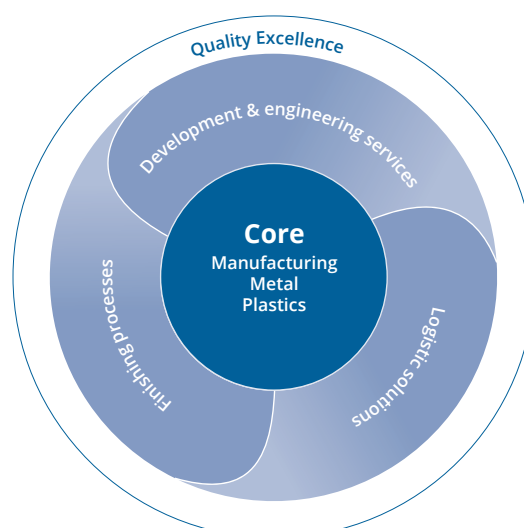 Quality Excellence
Development & engineering services
Core
Manufacturing
Metal
Plastics
Finishing processes
Logistic solutions